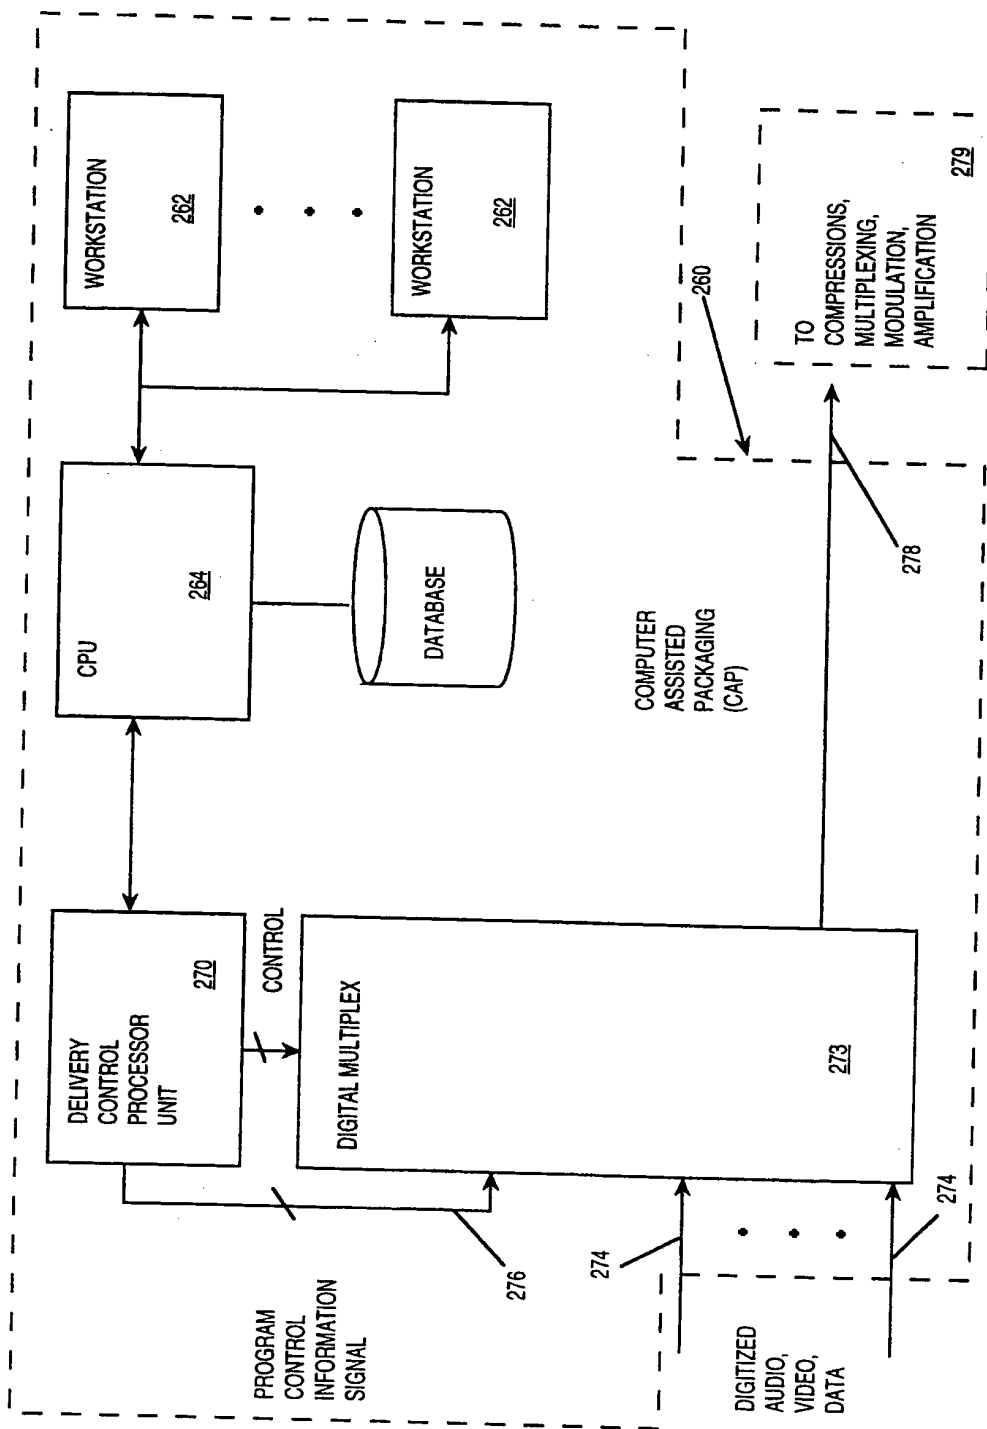 PROGRAM
CONTROL
INFORMATION
SIGNAL
DELIVERY
CONTROL
PROCESSOR
UNIT
270
CONTROL
CPU
264
WORKSTATION
262
WORKSTATION
262
DATABASE
276
DIGITAL MULTIPLEX
273
COMPUTER
ASSISTED
PACKAGING
(CAP)
260
DIGITIZED
AUDIO,
VIDEO,
DATA
274
274
278
TO
COMPRESSIONS,
MULTIPLEXING,
MODULATION,
AMPLIFICATION
279